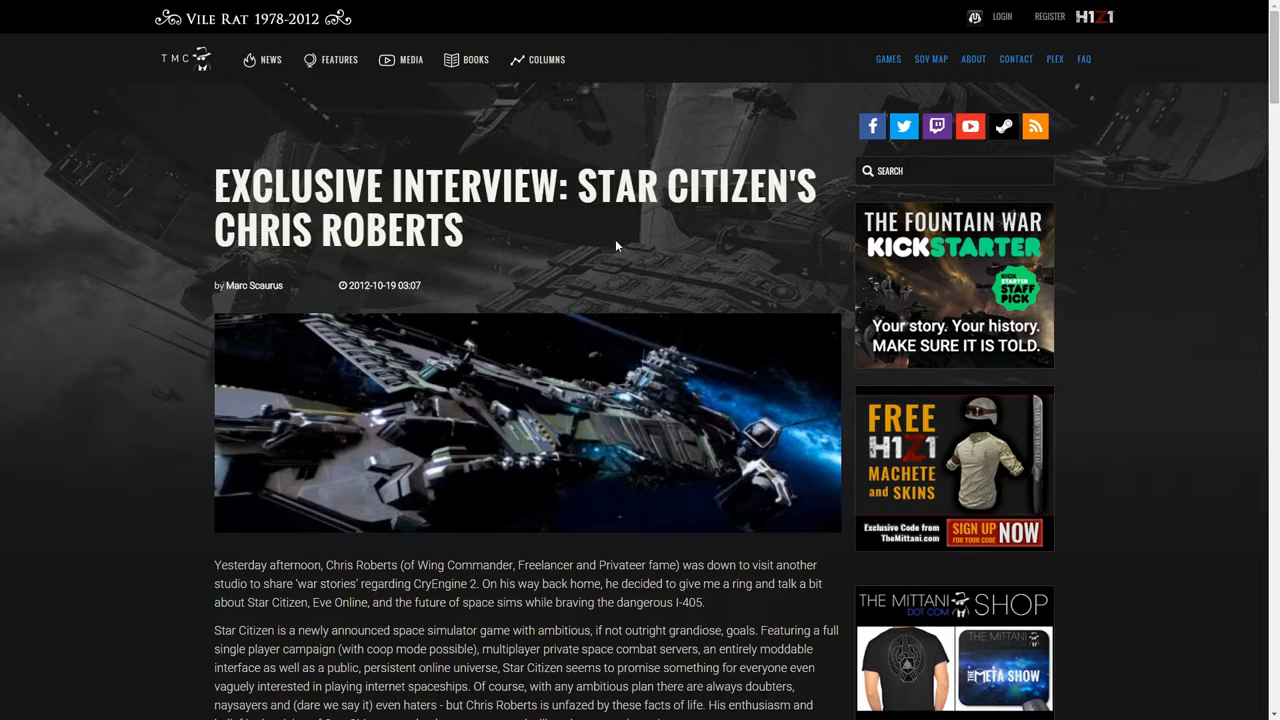 Vile Rat 1978-2012
LOGIN
REGISTER
H1Z1
TMC
NEWS
FEATURES
MEDIA
BOOKS
COLUMNS
GAMES
SOV MAP
ABOUT
CONTACT
PLEX
FAQ
EXCLUSIVE INTERVIEW: STAR CITIZEN'S
CHRIS ROBERTS
by Marc Scaurus
2012-10-19 03:07
Yesterday afternoon, Chris Roberts (of Wing Commander, Freelancer and Privateer fame) was down to visit another
studio to share 'war stories' regarding CryEngine 2. On his way back home, he decided to give me a ring and talk a bit
about Star Citizen, Eve Online, and the future of space sims while braving the dangerous I-405.
Star Citizen is a newly announced space simulator game with ambitious, if not outright grandiose, goals. Featuring a full
single player campaign (with coop mode possible), multiplayer private space combat servers, an entirely moddable
interface as well as a public, persistent online universe, Star Citizen seems to promise something for everyone even
vaguely interested in playing internet spaceships. Of course, with any ambitious plan there are always doubters,
naysayers and (dare we say it) even haters - but Chris Roberts is unfazed by these facts of life. His enthusiasm and
SEARCH
THE FOUNTAIN WAR
KICKSTARTER
KICK
STARTER
STAFF
PICK
Your story. Your history.
MAKE SURE IT IS TOLD.
FREE
H1Z1
MACHETE
and SKINS
Exclusive Code from
TheMittani.com
SIGN UP
FOR YOUR CODE
NOW
THE MITTANI
DOT COM
SHOP
THE MITTANI
THE META SHOW